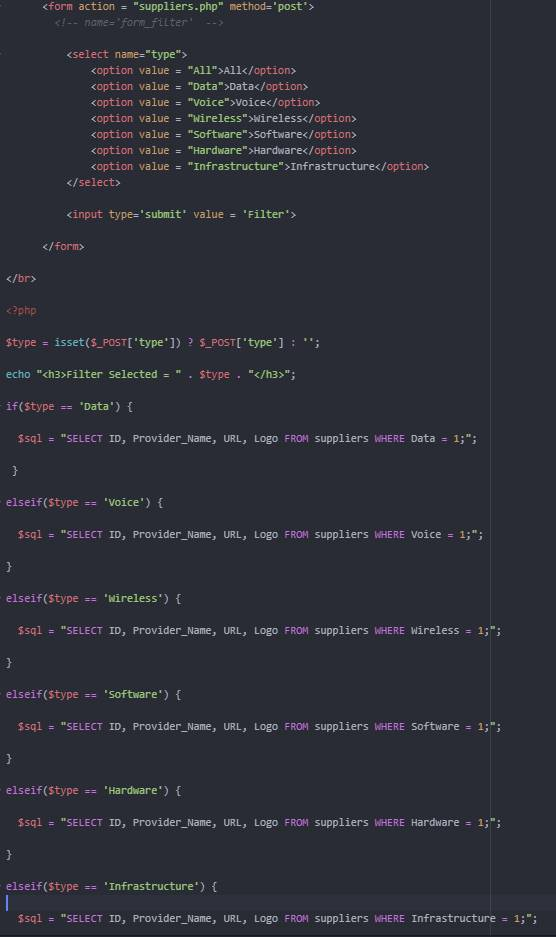 <form action = "suppliers.php" method='post'>
<!-- name='form_filter'  -->
<select name="type">
<option value = "All">All</option>
<option value = "Data">Data</option>
<option value = "Voice">Voice</option>
<option value = "Wireless">Wireless</option>
<option value = "Software">Software</option>
<option value = "Hardware">Hardware</option>
<option value = "Infrastructure">Infrastructure</option>
</select>
<input type='submit' value = 'Filter'>
</form>
</br>
<?php
$type = isset($_POST['type']) ? $_POST['type'] : '';
echo "<h3>Filter Selected = " . $type . "</h3>";
if($type == 'Data') {
$sql = "SELECT ID, Provider_Name, URL, Logo FROM suppliers WHERE Data = 1;";
}
elseif($type == 'Voice') {
$sql = "SELECT ID, Provider_Name, URL, Logo FROM suppliers WHERE Voice = 1;";
}
elseif($type == 'Wireless') {
$sql = "SELECT ID, Provider_Name, URL, Logo FROM suppliers WHERE Wireless = 1;";
}
elseif($type == 'Software') {
$sql = "SELECT ID, Provider_Name, URL, Logo FROM suppliers WHERE Software = 1;";
}
elseif($type == 'Hardware') {
$sql = "SELECT ID, Provider_Name, URL, Logo FROM suppliers WHERE Hardware = 1;";
}
elseif($type == 'Infrastructure') {
$sql = "SELECT ID, Provider_Name, URL, Logo FROM suppliers WHERE Infrastructure = 1;";